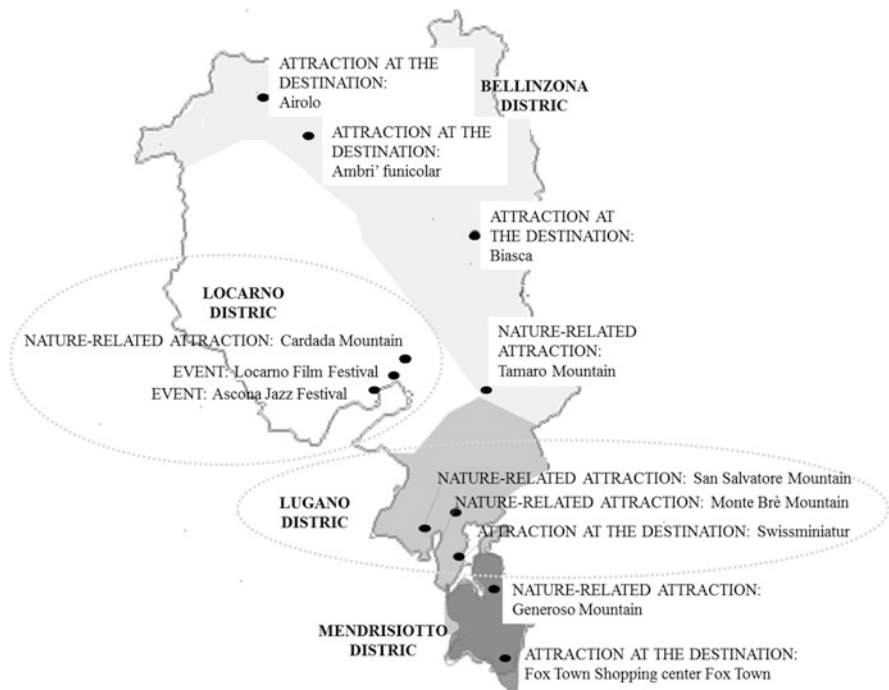 ATTRACTION AT THE
DESTINATION:
Airolo
BELLINZONA
DISTRIC
ATTRACTION AT THE
DESTINATION:
Ambri’ funicolar
ATTRACTION AT
THE DESTINATION:
Biasca
LOCARNO
DISTRIC
NATURE-RELATED ATTRACTION: Cardada Mountain
EVENT: Locarno Film Festival
EVENT: Ascona Jazz Festival
NATURE-RELATED
ATTRACTION:
Tamaro Mountain
NATURE-RELATED ATTRACTION: San Salvatore Mountain
LUGANO
DISTRIC
NATURE-RELATED ATTRACTION: Monte Brè Mountain
ATTRACTION AT THE DESTINATION: Swissminiatur
NATURE-RELATED ATTRACTION:
Generoso Mountain
MENDRISIOTTO
DISTRIC
ATTRACTION AT THE DESTINATION:
Fox Town Shopping center Fox Town